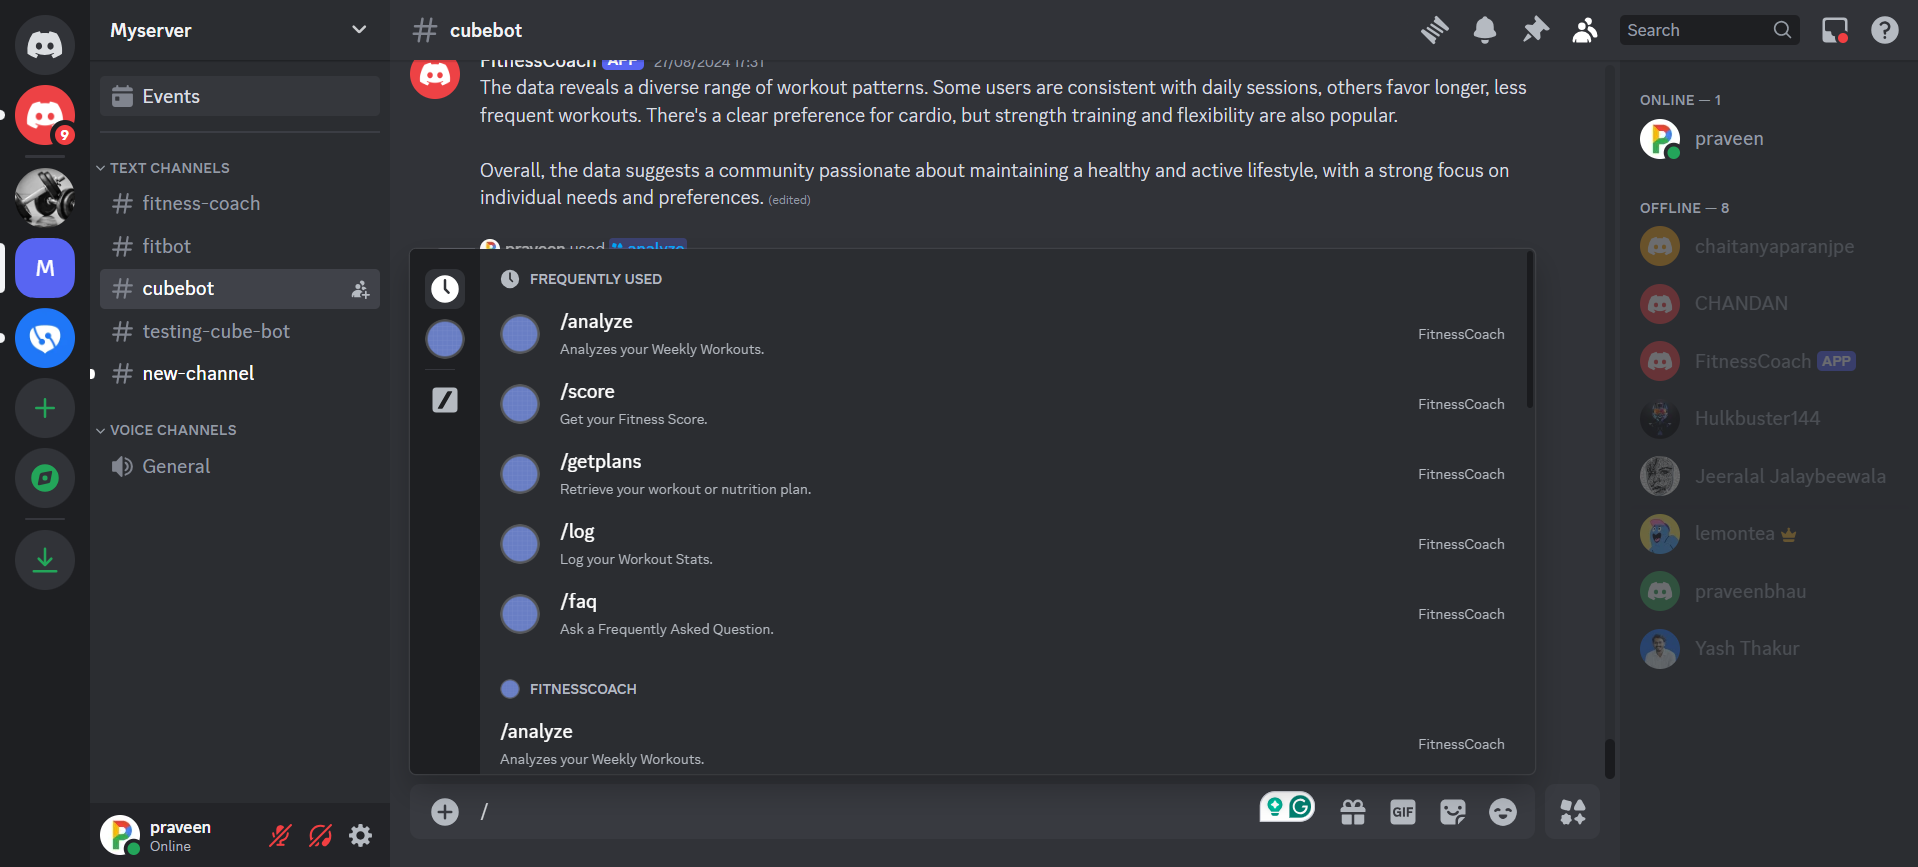 Myserver
Events
TEXT CHANNELS
fitness-coach
fitbot
cubebot
testing-cube-bot
new-channel
VOICE CHANNELS
General
9
M
praveen
Online
cubebot
Search
FitnessCoach APP 27/08/2024 17:31
The data reveals a diverse range of workout patterns. Some users are consistent with daily sessions, others favor longer, less
frequent workouts. There's a clear preference for cardio, but strength training and flexibility are also popular.
Overall, the data suggests a community passionate about maintaining a healthy and active lifestyle, with a strong focus on
individual needs and preferences. (edited)
praveen used analyze
FREQUENTLY USED
/analyze
Analyzes your Weekly Workouts.
FitnessCoach
/score
Get your Fitness Score.
FitnessCoach
/getplans
Retrieve your workout or nutrition plan.
FitnessCoach
/log
Log your Workout Stats.
FitnessCoach
/faq
Ask a Frequently Asked Question.
FitnessCoach
FITNESSCOACH
/analyze
Analyzes your Weekly Workouts.
FitnessCoach
/
GIF
ONLINE — 1
praveen
OFFLINE — 8
chaitanyaparanjpe
CHANDAN
FitnessCoach APP
Hulkbuster144
Jeeralal Jalaybeewala
lemontea
praveenbhau
Yash Thakur